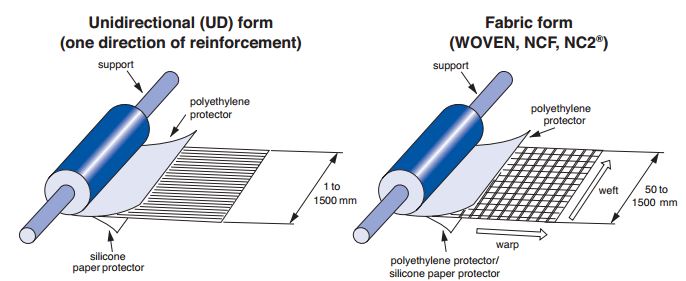 Unidirectional (UD) form
(one direction of reinforcement)
support
polyethylene
protector
1 to
1500 mm
silicone
paper protector
Fabric form
(WOVEN, NCF, NC2®)
support
polyethylene
protector
weft
50 to
1500 mm
warp
polyethylene protector/
silicone paper protector